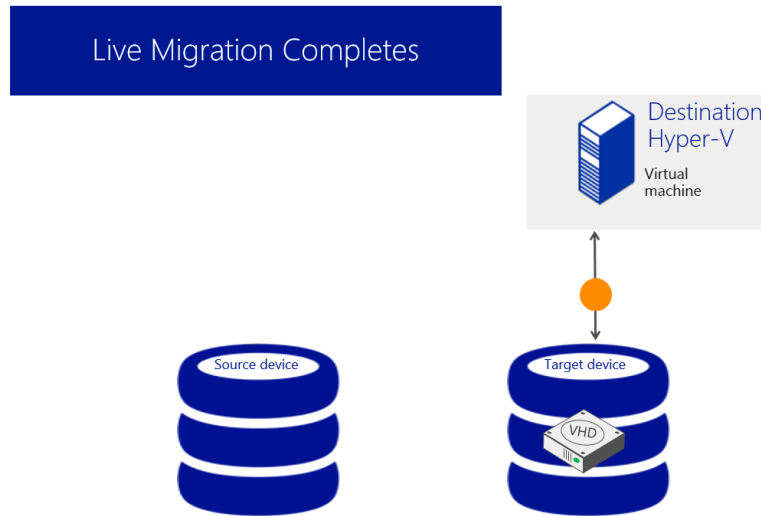 Live Migration Completes
Destination
Hyper-V
Virtual
machine
Source device
Target device
VHD